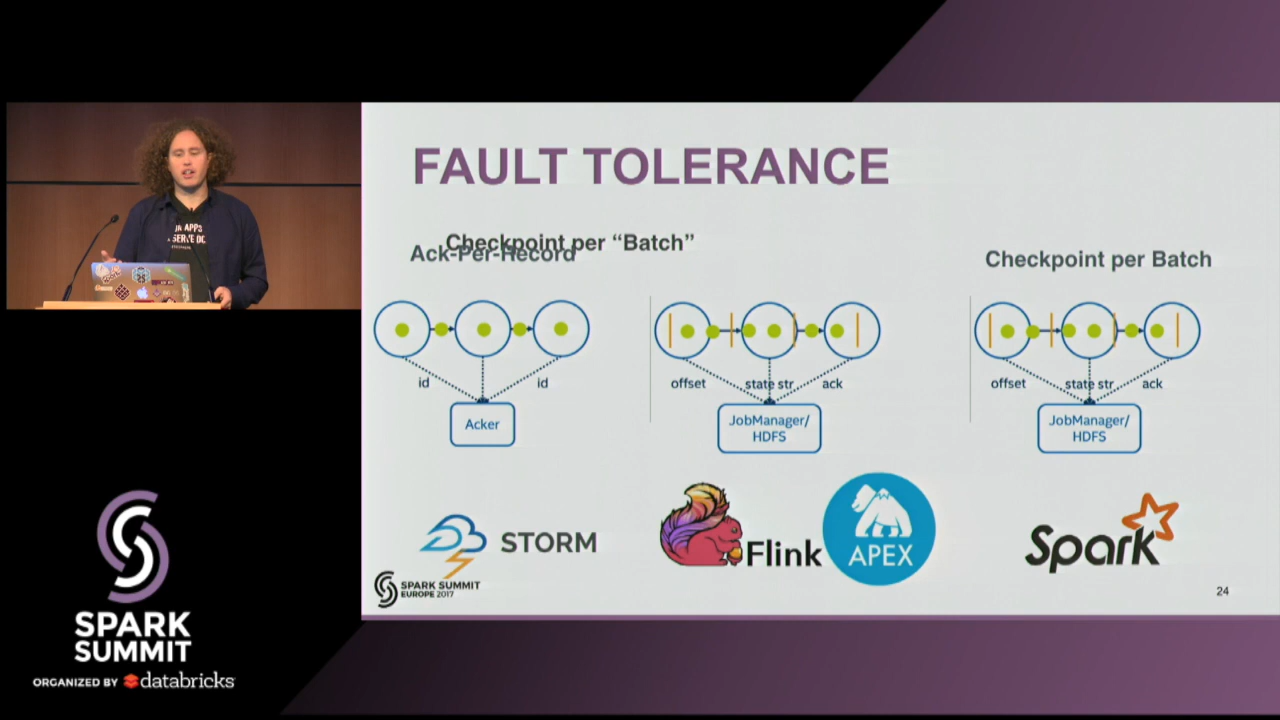 FAULT TOLERANCE
Checkpoint per “Batch”
Ack-Per-Record
Checkpoint per Batch
id
id
Acker
offset
state str
ack
JobManager/
HDFS
offset
state str
ack
JobManager/
HDFS
STORM
Flink
APEX
Spark
SPARK SUMMIT
EUROPE 2017
24
SPARK
SUMMIT
ORGANIZED BY databricks